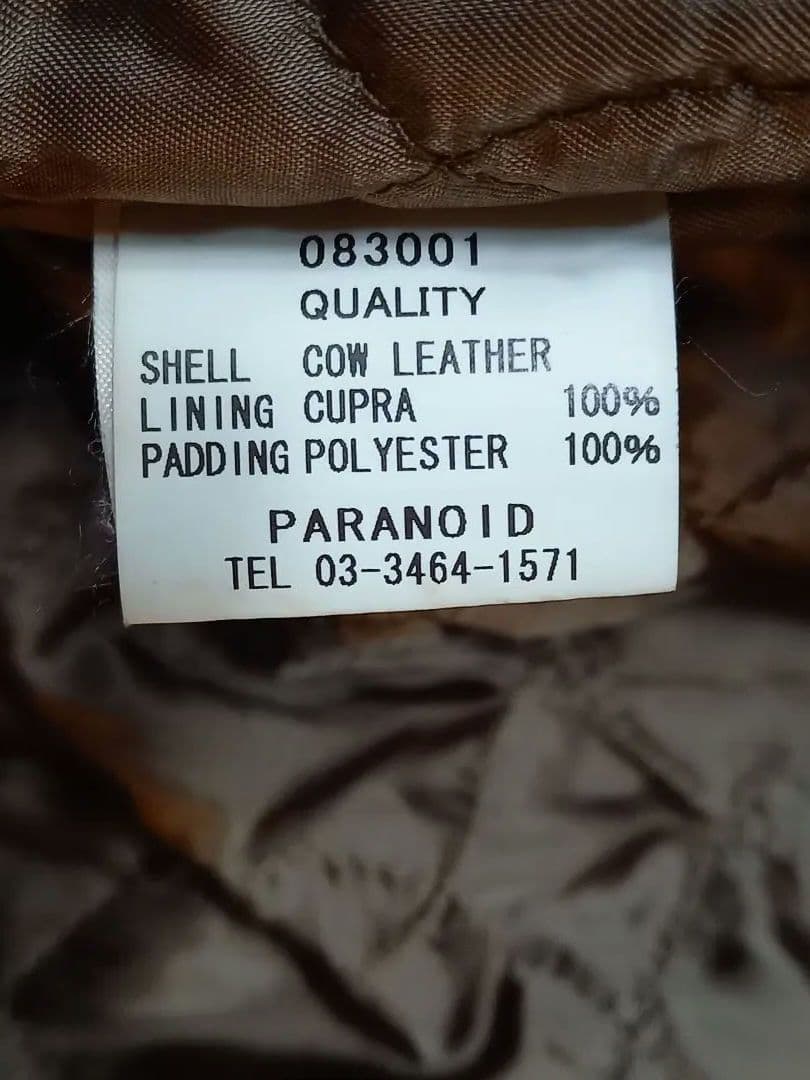 083001
QUALITY
SHELL COW LEATHER
LINING CUPRA 100%
PADDING POLYESTER 100%
PARANOID
TEL 03-3464-1571